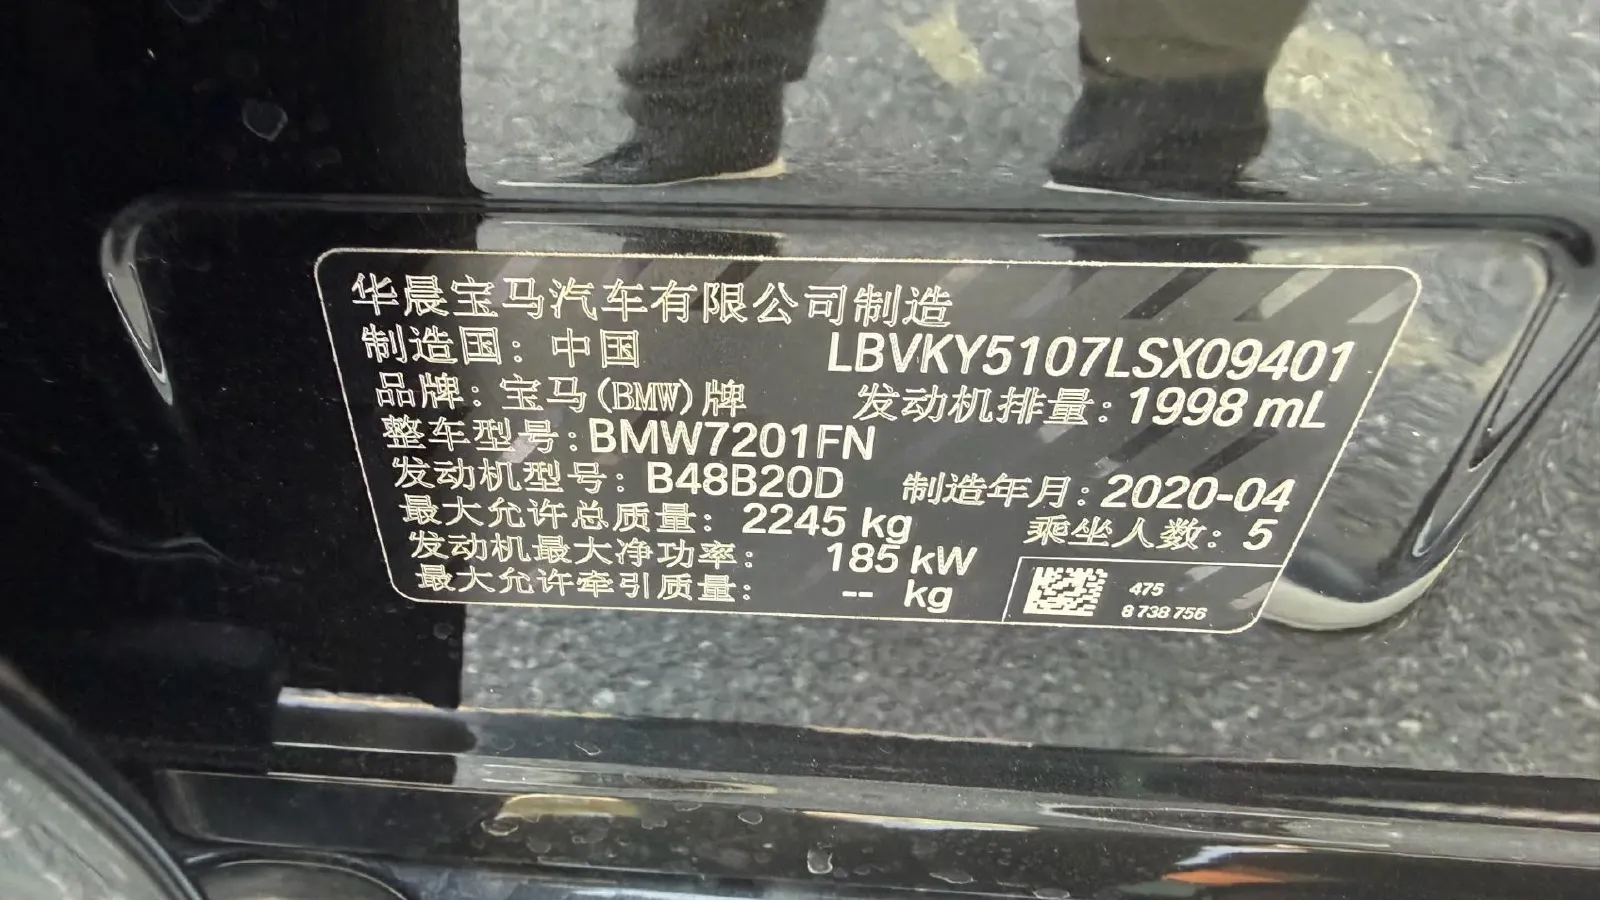 华晨宝马汽车有限公司制造
制造国：中国 LBVKY5107LSX09401
品牌：宝马(BMW)牌 发动机排量：1998 mL
整车型号：BMW7201FN
发动机型号：B48B20D 制造年月：2020-04
最大允许总质量：2245 kg 乘坐人数：5
发动机最大净功率：185 kW
最大允许牵引质量：-- kg
475
8 738 756